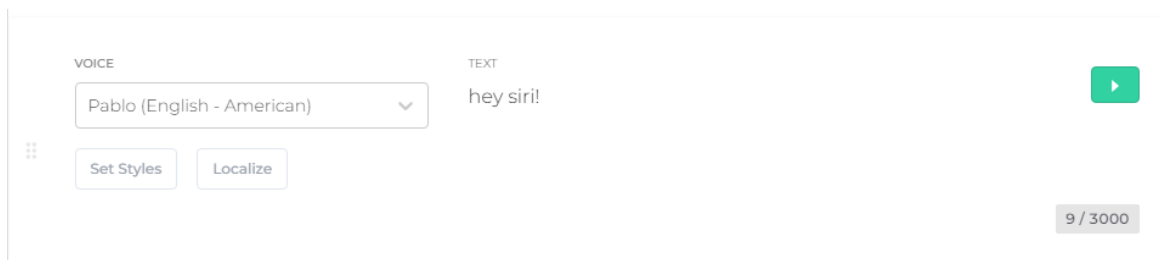 VOICE
Pablo (English - American)
Set Styles
Localize
TEXT
hey siri!
9 / 3000